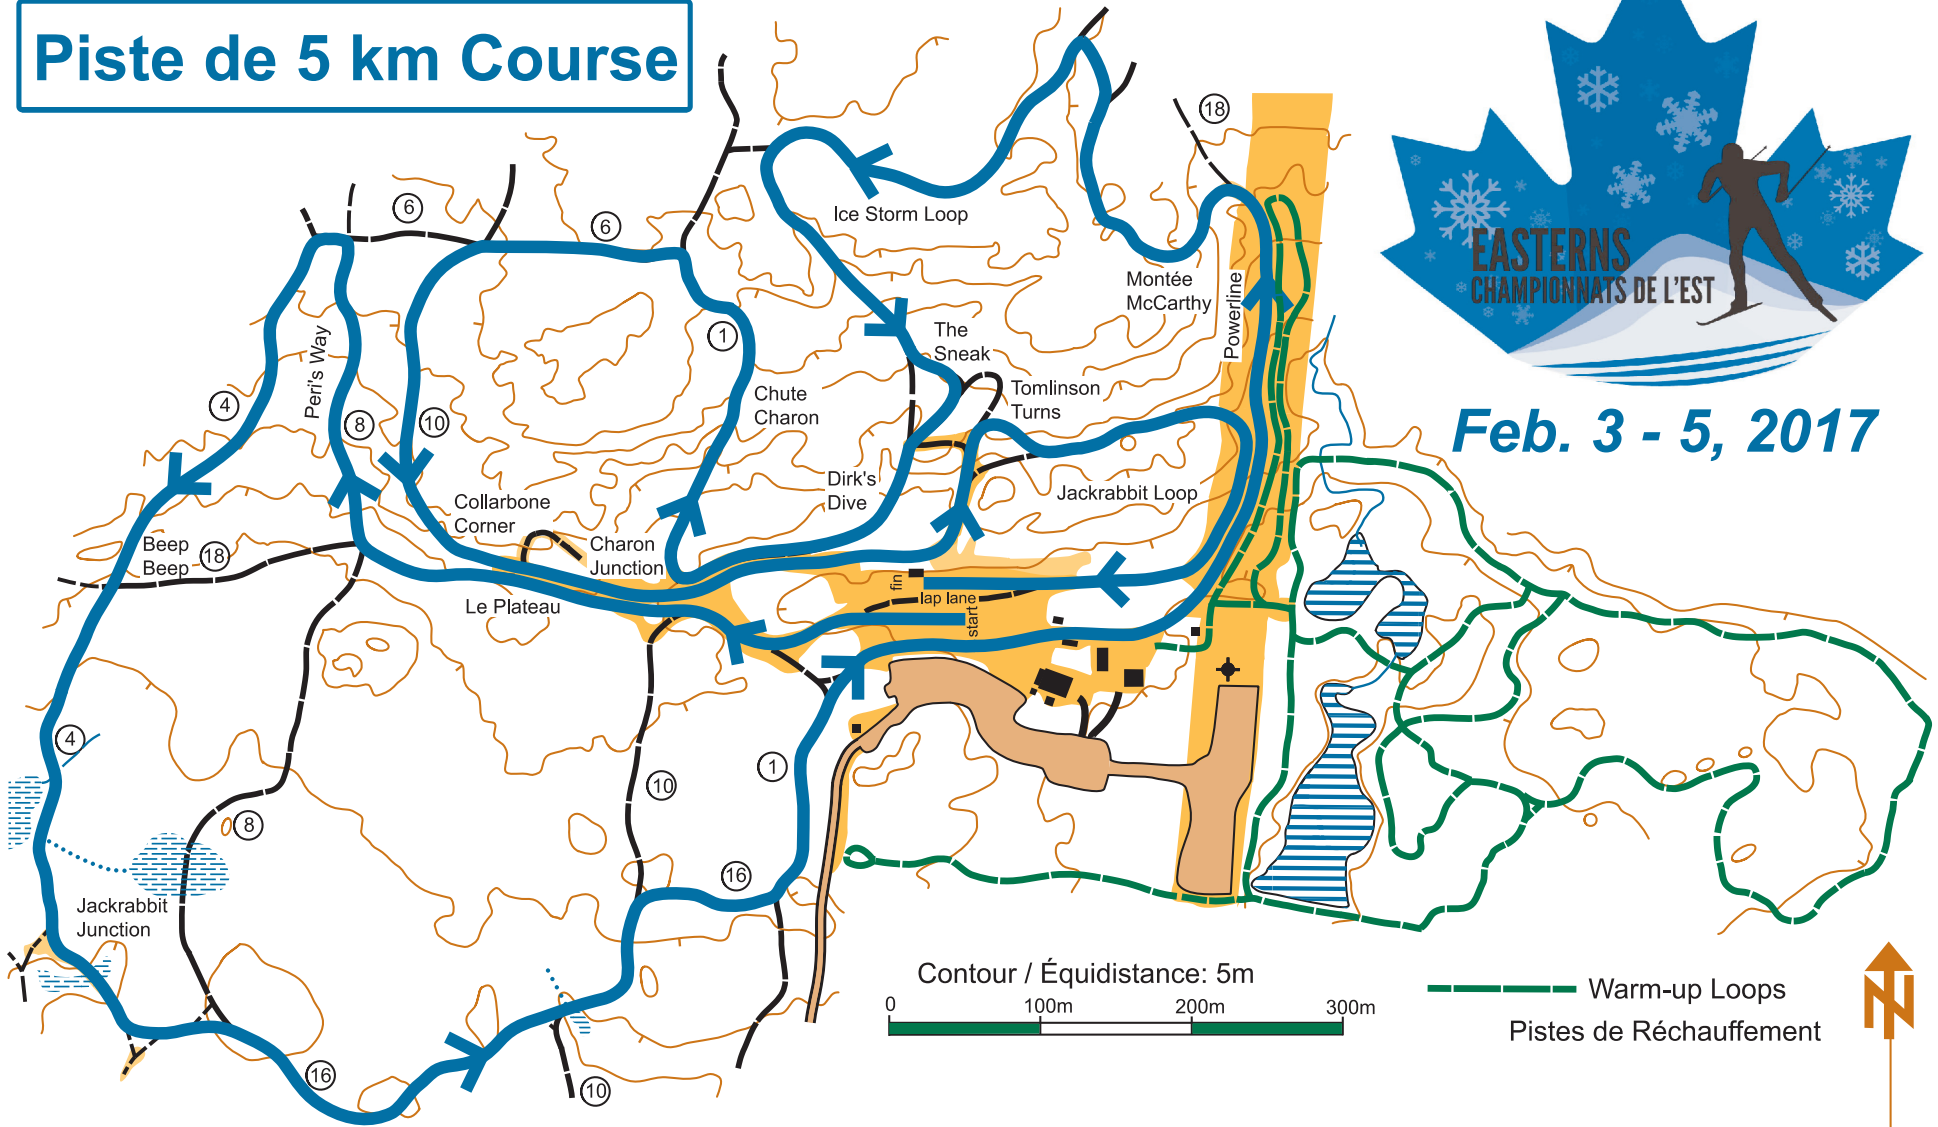 Piste de 5 km Course
EASTERNS
CHAMPIONNATS DE L'EST
Feb. 3 - 5, 2017
18
6
6
Ice Storm Loop
Montée
McCarthy
Powerline
1
The
Sneak
Peri's Way
Chute
Charon
Tomlinson
Turns
4
8
10
Dirk's
Dive
Jackrabbit Loop
Collarbone
Corner
Charon
Junction
Beep
Beep
18
fin
lap lane
start
Le Plateau
4
1
10
8
16
Jackrabbit
Junction
16
10
Contour / Équidistance: 5m
0
100m
200m
300m
Warm-up Loops
Pistes de Réchauffement
N